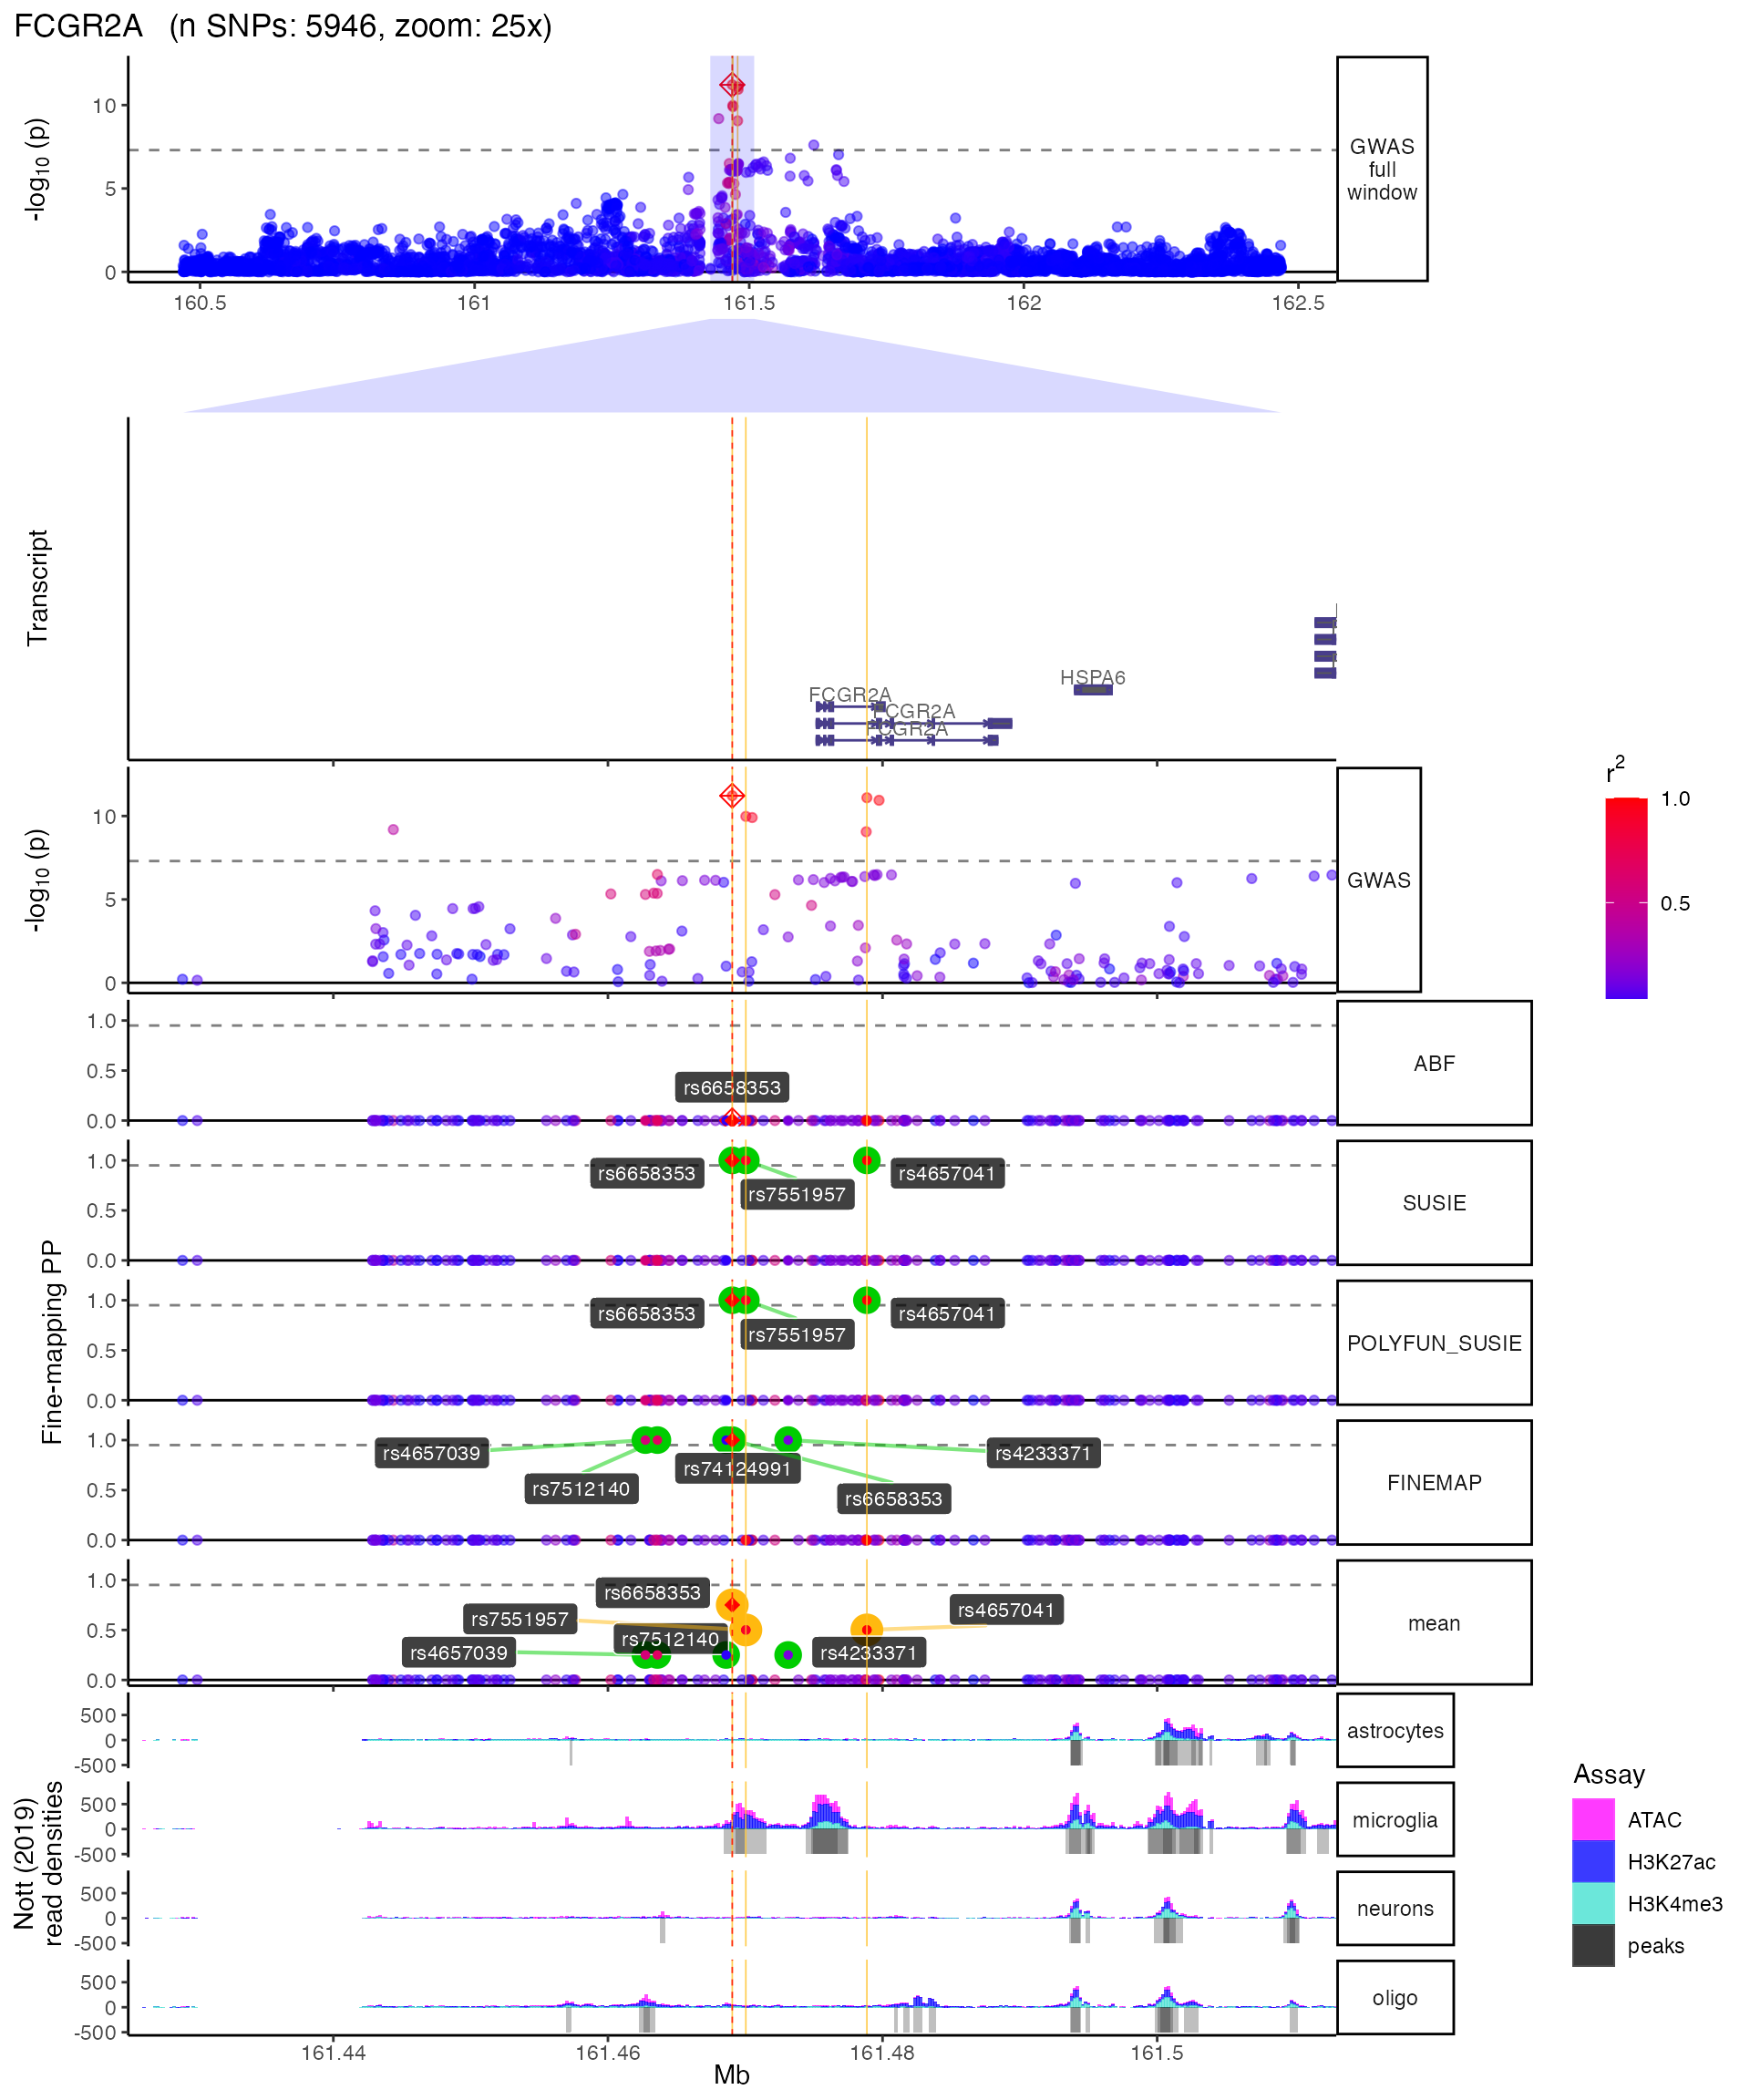 FCGR2A (n SNPs: 5946, zoom: 25x)
-log10 (p)
10
5
0
GWAS
full
window
160.5 161 161.5 162 162.5
Transcript
HSPA6
FCGR2A
FCGR2A
FCGR2A
-log10 (p)
10
5
0
GWAS
r2
1.0
0.5
Fine-mapping PP
1.0
0.5
0.0
rs6658353
ABF
1.0
0.5
0.0
rs6658353
rs7551957
rs4657041
SUSIE
1.0
0.5
0.0
rs6658353
rs7551957
rs4657041
POLYFUN_SUSIE
1.0
0.5
0.0
rs4657039
rs7512140
rs74124991
rs6658353
rs4233371
FINEMAP
1.0
0.5
0.0
rs6658353
rs7551957
rs7512140
rs4657039
rs4657041
rs4233371
mean
Nott (2019)
read densities
500
0
-500
astrocytes
500
0
-500
microglia
500
0
-500
neurons
500
0
-500
oligo
161.44 161.46 161.48 161.5
Mb
Assay
ATAC
H3K27ac
H3K4me3
peaks